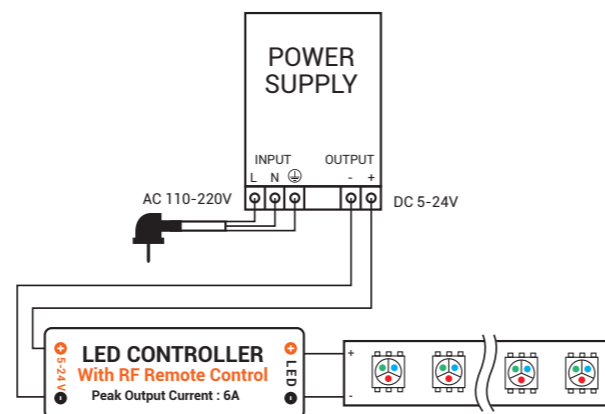 POWER
SUPPLY
INPUT OUTPUT
L N - +
AC 110-220V
DC 5-24V
+ 5-24V -
LED CONTROLLER
With RF Remote Control
Peak Output Current : 6A
+ LED -
+
-